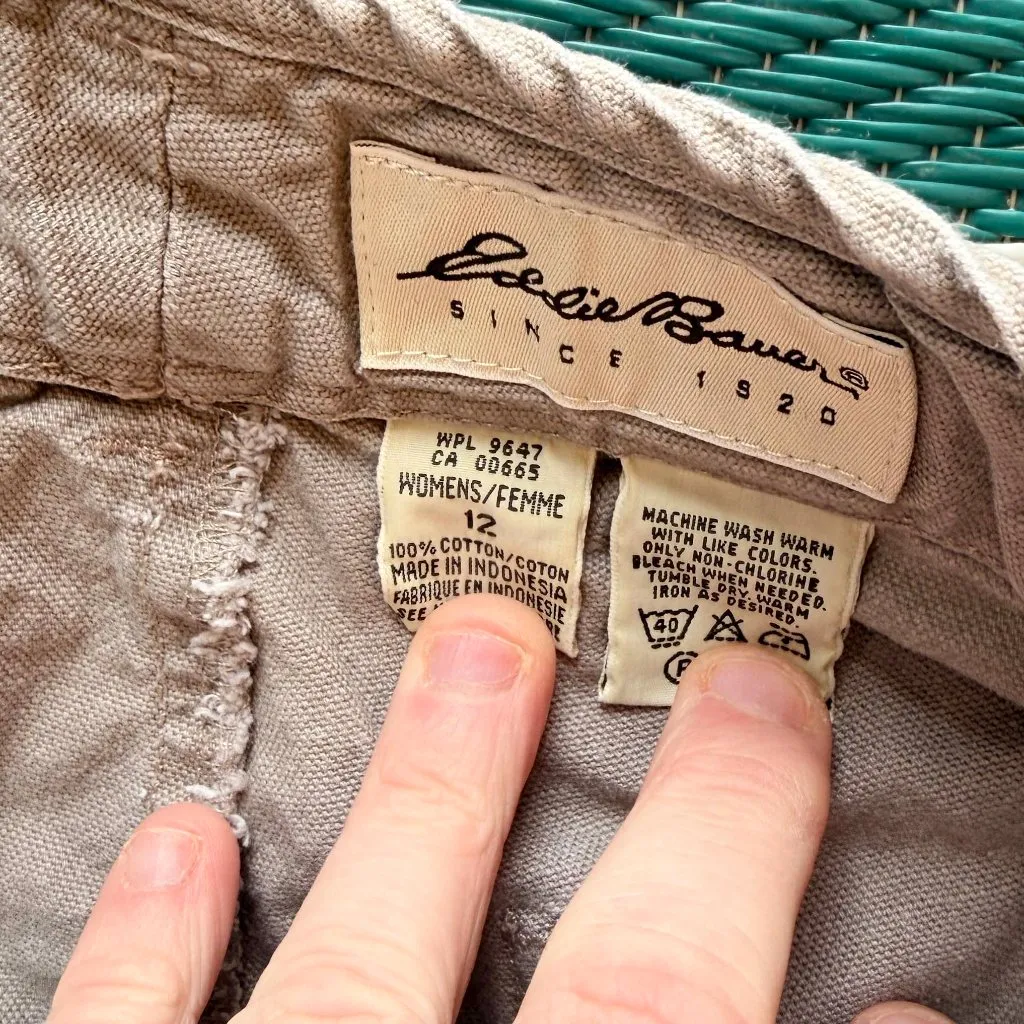 Eddie Bauer®
SINCE 1920
WPL 9647
CA 00665
WOMENS/FEMME
12
100% COTTON/COTON
MADE IN INDONESIA
FABRIQUE EN INDONESIE
SEE
MACHINE WASH WARM
WITH LIKE COLORS.
ONLY NON-CHLORINE
BLEACH WHEN NEEDED.
TUMBLE DRY WARM
IRON AS DESIRED.
40
P